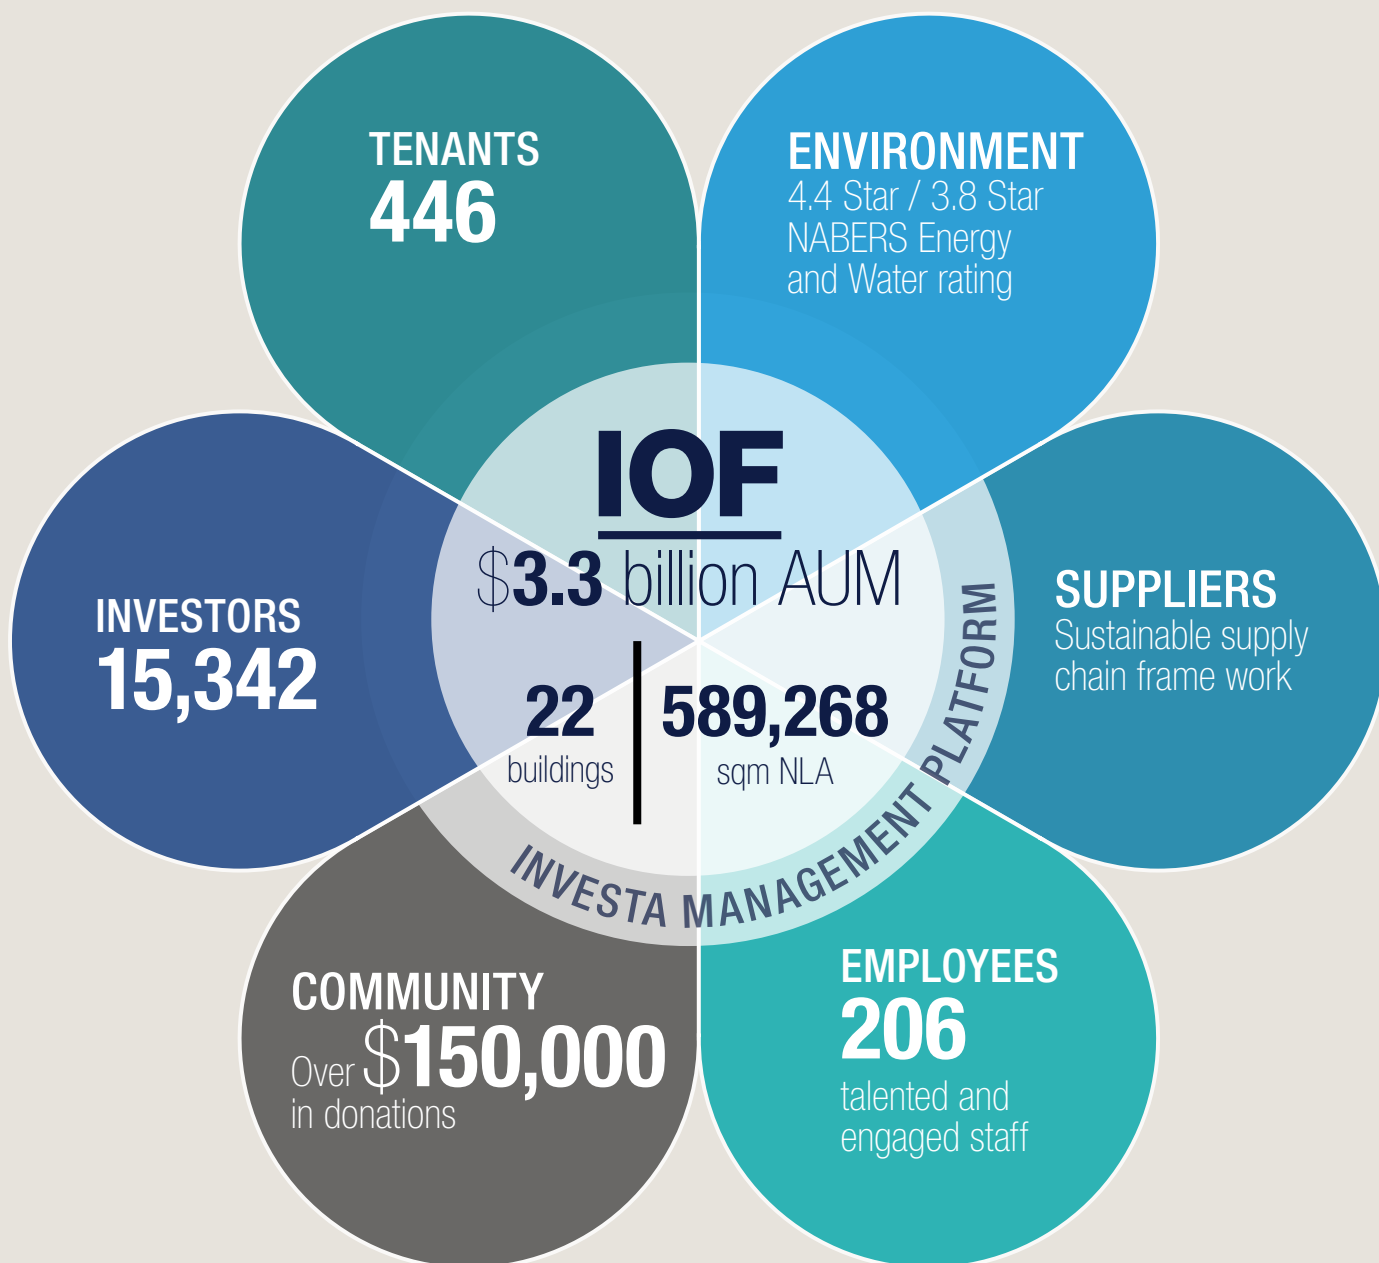 TENANTS
446
ENVIRONMENT
4.4 Star / 3.8 Star
NABERS Energy
and Water rating
IOF
$3.3 billion AUM
22
buildings
589,268
sqm NLA
INVESTORS
15,342
SUPPLIERS
Sustainable supply
chain frame work
INVESTA MANAGEMENT PLATFORM
COMMUNITY
Over $150,000
in donations
EMPLOYEES
206
talented and
engaged staff